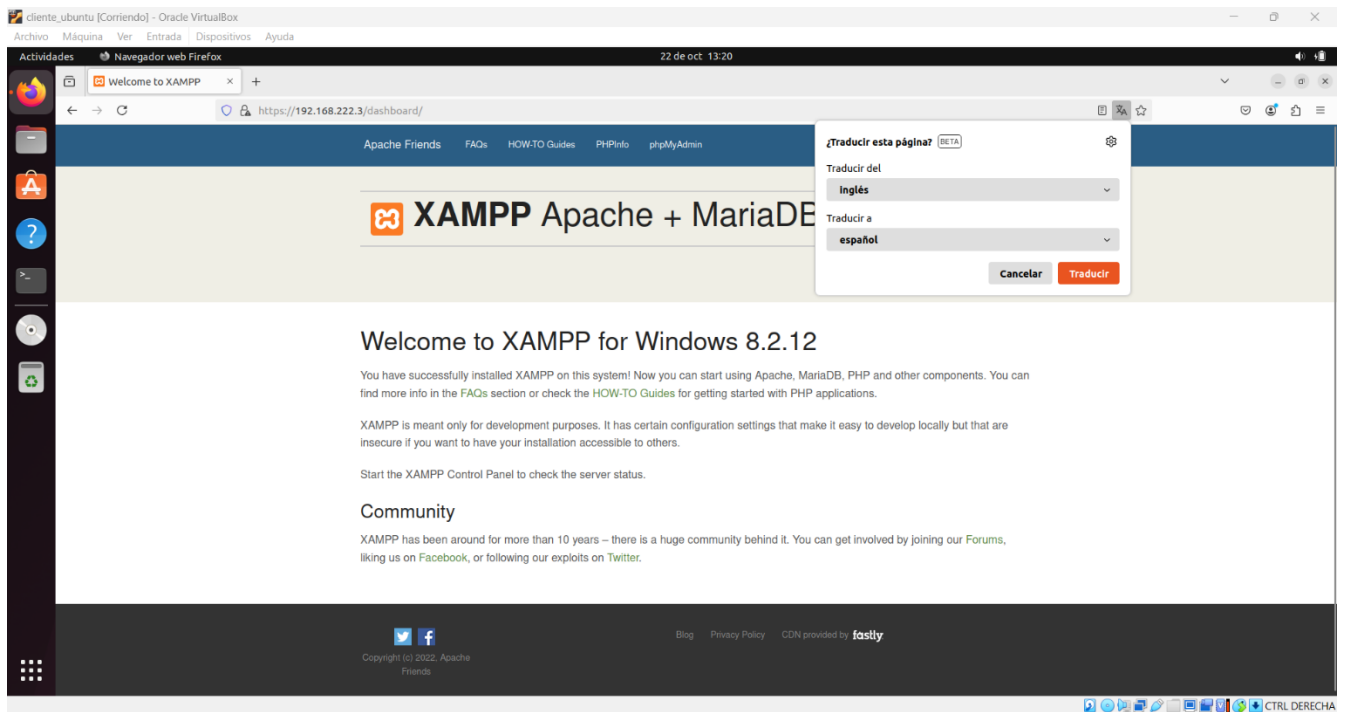 cliente_ubuntu [Corriendo] - Oracle VirtualBox
Archivo Máquina Ver Entrada Dispositivos Ayuda
Actividades Navegador web Firefox 22 de oct 13:20
Welcome to XAMPP
https://192.168.222.3/dashboard/
Apache Friends FAQs HOW-TO Guides PHPInfo phpMyAdmin
¿Traducir esta página? BETA
Traducir del
inglés
Traducir a
español
Cancelar Traducir
XAMPP Apache + MariaDB
Welcome to XAMPP for Windows 8.2.12
You have successfully installed XAMPP on this system! Now you can start using Apache, MariaDB, PHP and other components. You can
find more info in the FAQs section or check the HOW-TO Guides for getting started with PHP applications.
XAMPP is meant only for development purposes. It has certain configuration settings that make it easy to develop locally but that are
insecure if you want to have your installation accessible to others.
Start the XAMPP Control Panel to check the server status.
Community
XAMPP has been around for more than 10 years – there is a huge community behind it. You can get involved by joining our Forums,
liking us on Facebook, or following our exploits on Twitter.
Blog Privacy Policy CDN provided by fastly
Copyright (c) 2022, Apache
Friends
CTRL DERECHA